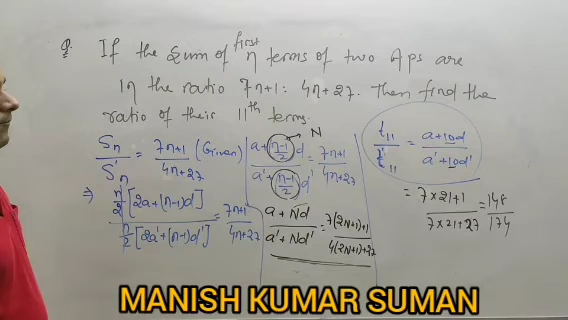 Q. If the Sum of first n terms of two Aps are
In the ratio 7n+1 : 4n+27. Then find the
ratio of their 11th terms.
Sn/S'n = 7n+1/4n+27 (Given)
⇒ n/2[2a+(n-1)d]/n/2[2a'+(n-1)d'] = 7n+1/4n+27
a+(n-1/2)d/a'+(n-1/2)d' = 7n+1/4n+27
N
a+Nd/a'+Nd' = 7(2N+1)+1/4(2N+1)+27
t11/t'11 = a+10d/a'+10d'
= 7×21+1/7×21+27 = 148/174
MANISH KUMAR SUMAN